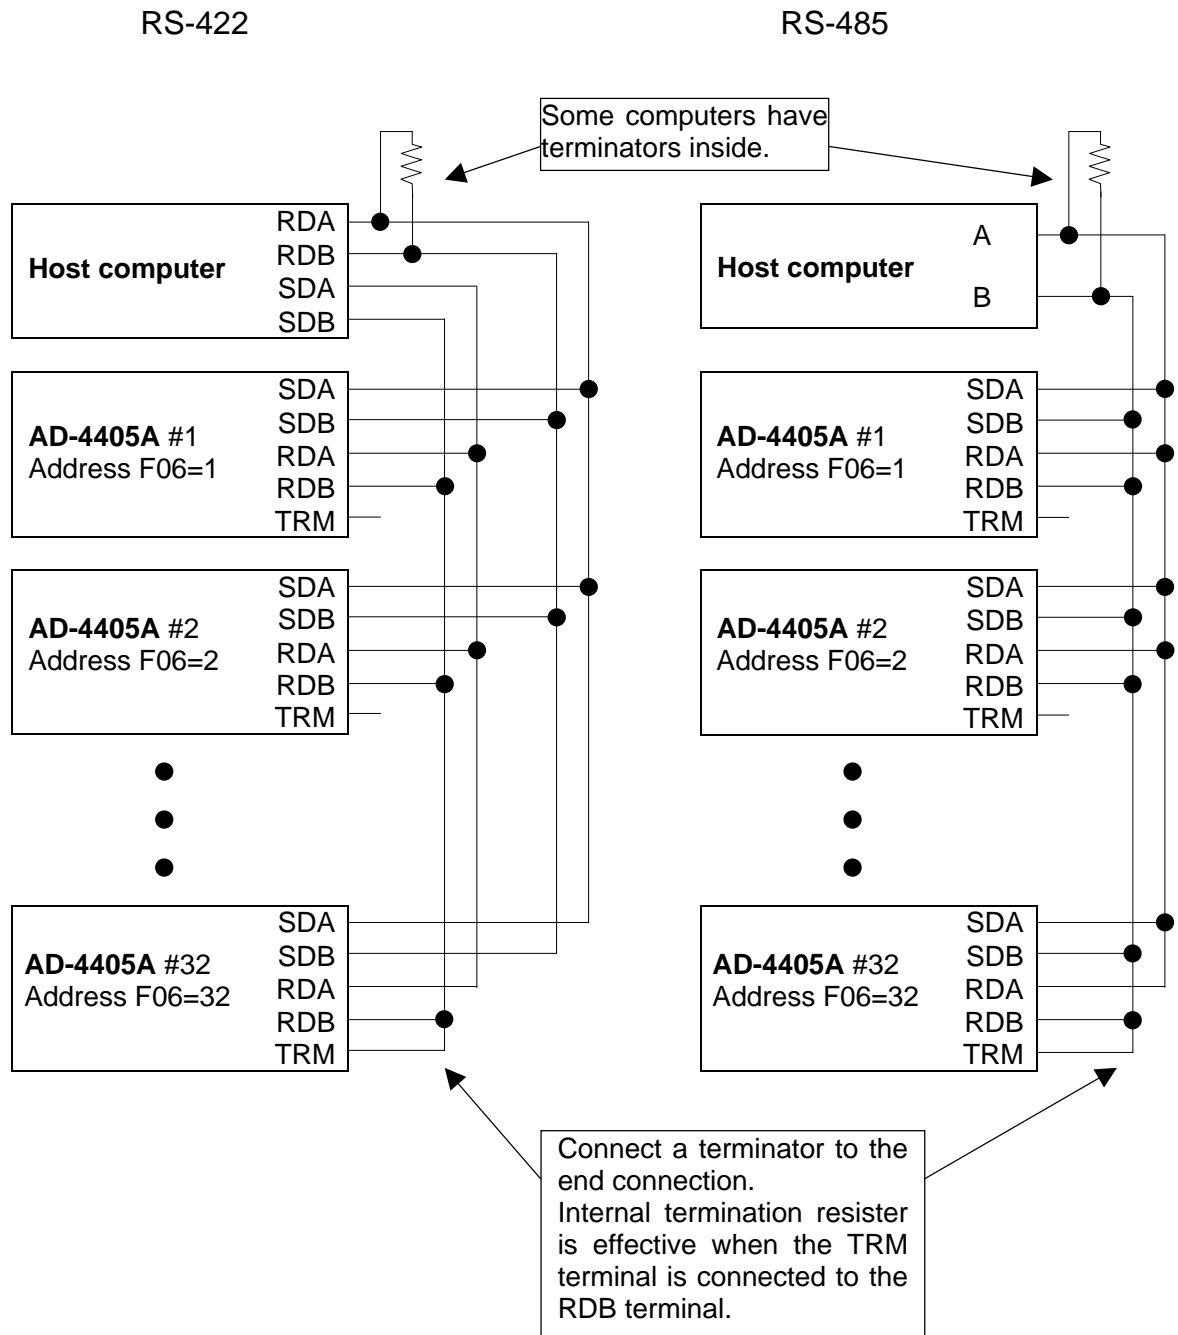 RS-422
RS-485
Some computers have
terminators inside.
Host computer
RDA
RDB
SDA
SDB
Host computer
A
B
AD-4405A #1
Address F06=1
SDA
SDB
RDA
RDB
TRM
AD-4405A #1
Address F06=1
SDA
SDB
RDA
RDB
TRM
AD-4405A #2
Address F06=2
SDA
SDB
RDA
RDB
TRM
AD-4405A #2
Address F06=2
SDA
SDB
RDA
RDB
TRM
AD-4405A #32
Address F06=32
SDA
SDB
RDA
RDB
TRM
AD-4405A #32
Address F06=32
SDA
SDB
RDA
RDB
TRM
Connect a terminator to the
end connection.
Internal termination resister
is effective when the TRM
terminal is connected to the
RDB terminal.